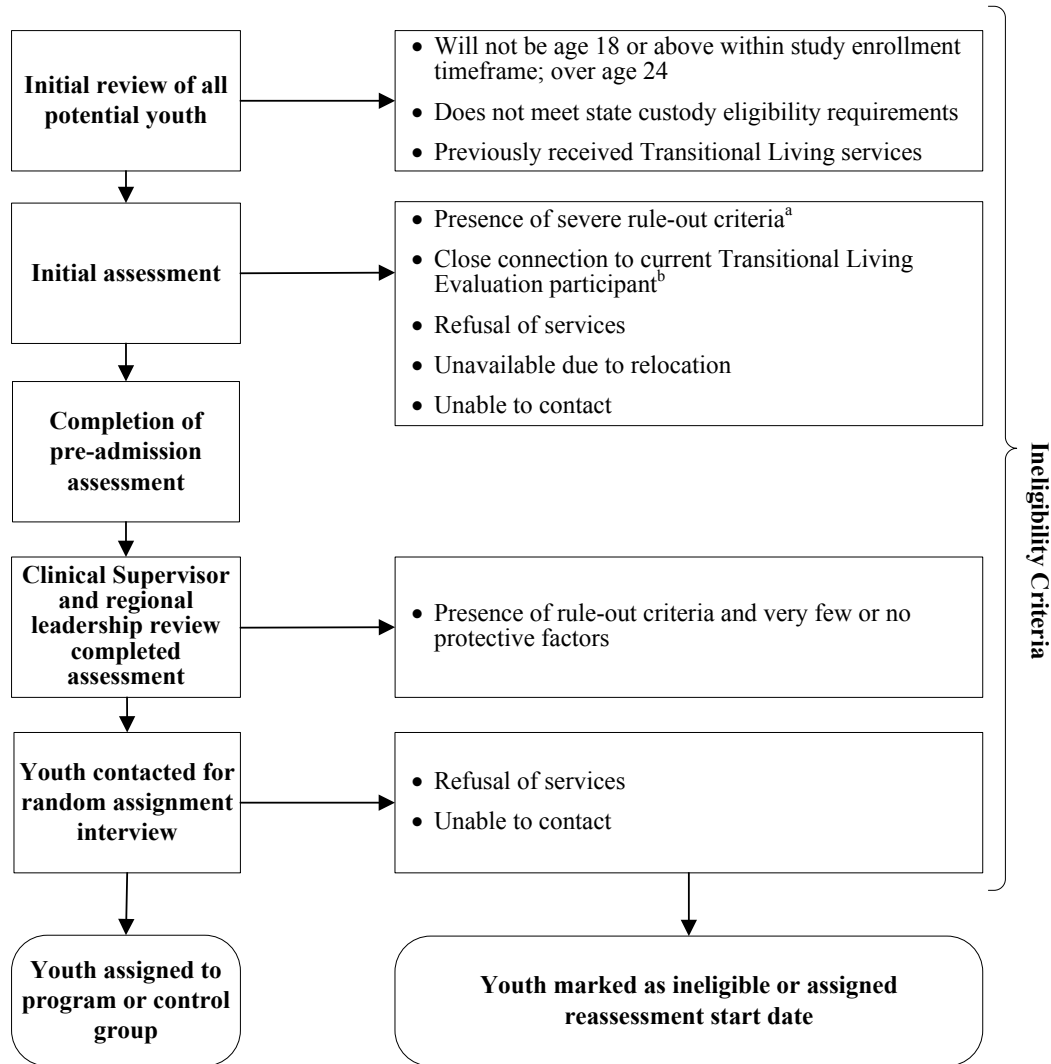 Initial review of all
potential youth
• Will not be age 18 or above within study enrollment
timeframe; over age 24
• Does not meet state custody eligibility requirements
• Previously received Transitional Living services
Initial assessment
• Presence of severe rule-out criteriaᵃ
• Close connection to current Transitional Living
Evaluation participantᵇ
• Refusal of services
• Unavailable due to relocation
• Unable to contact
Completion of
pre-admission
assessment
Clinical Supervisor
and regional
leadership review
completed
assessment
• Presence of rule-out criteria and very few or no
protective factors
Youth contacted for
random assignment
interview
• Refusal of services
• Unable to contact
Ineligibility Criteria
Youth assigned to
program or control
group
Youth marked as ineligible or assigned
reassessment start date